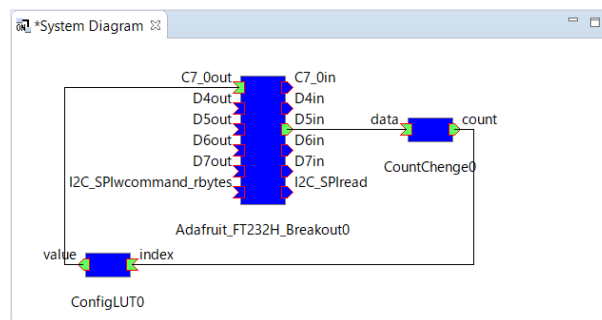 *System Diagram
C7_0out C7_0in
D4out D4in
D5out D5in
data count
D6out D6in
D7out D7in
CountChenge0
I2C_SPIwcommand_rbytes I2C_SPIread
Adafruit_FT232H_Breakout0
value index
ConfigLUT0